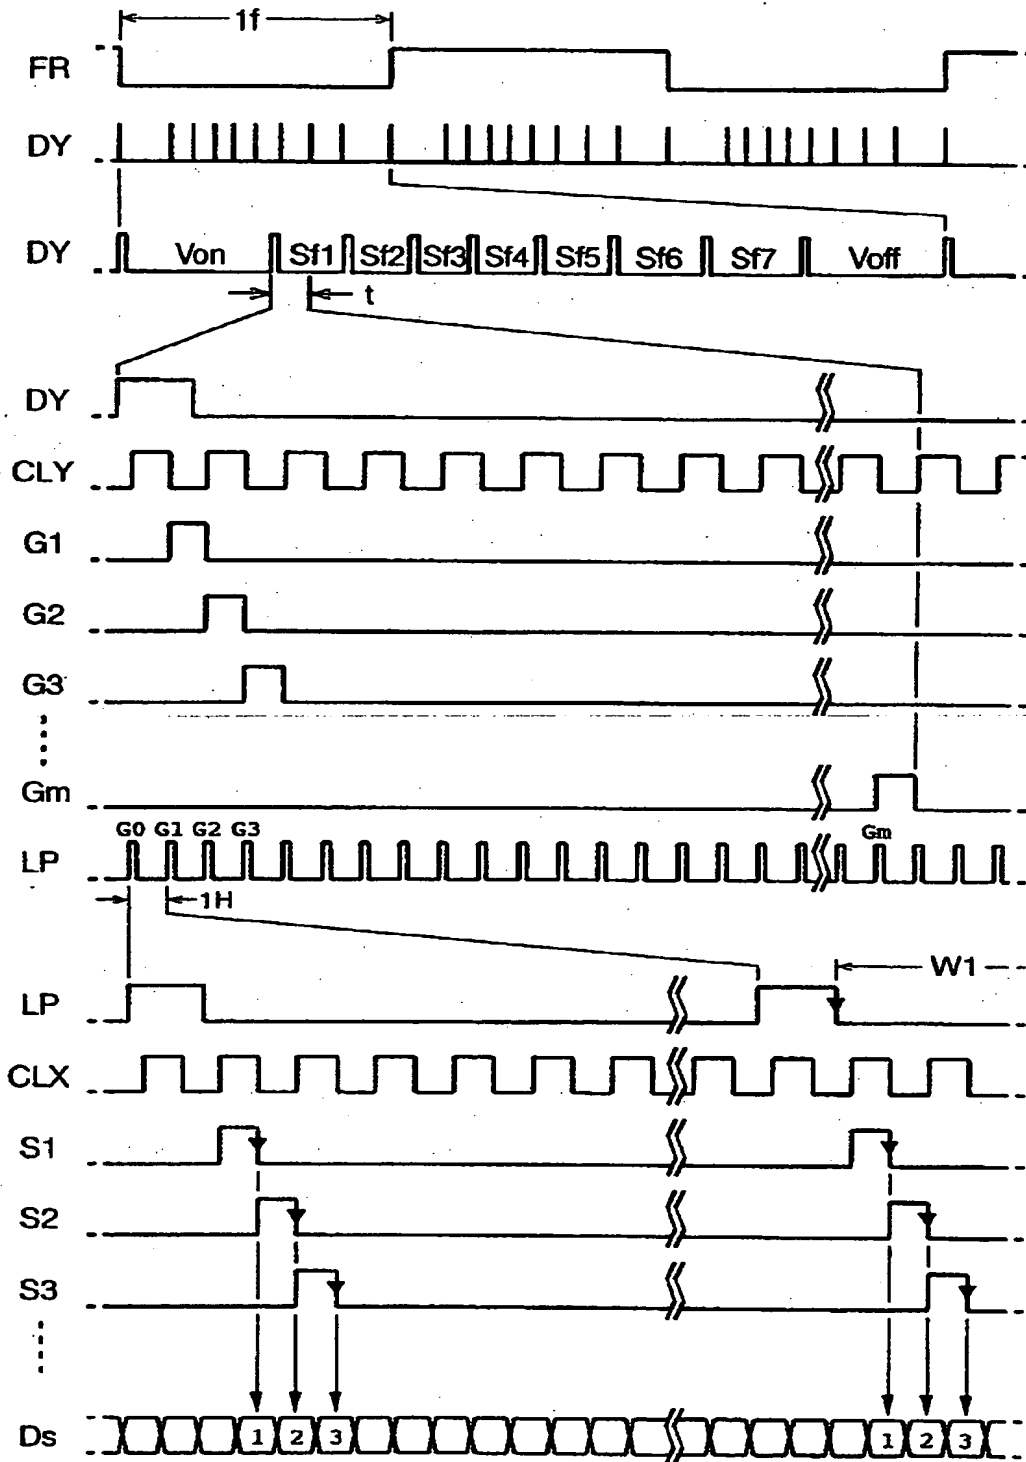 1f
FR
DY
DY Von Sf1 Sf2 Sf3 Sf4 Sf5 Sf6 Sf7 Voff
t
DY
CLY
G1
G2
G3
Gm
G0 G1 G2 G3 Gm
LP
1H
W1
LP
CLX
S1
S2
S3
Ds 1 2 3 1 2 3